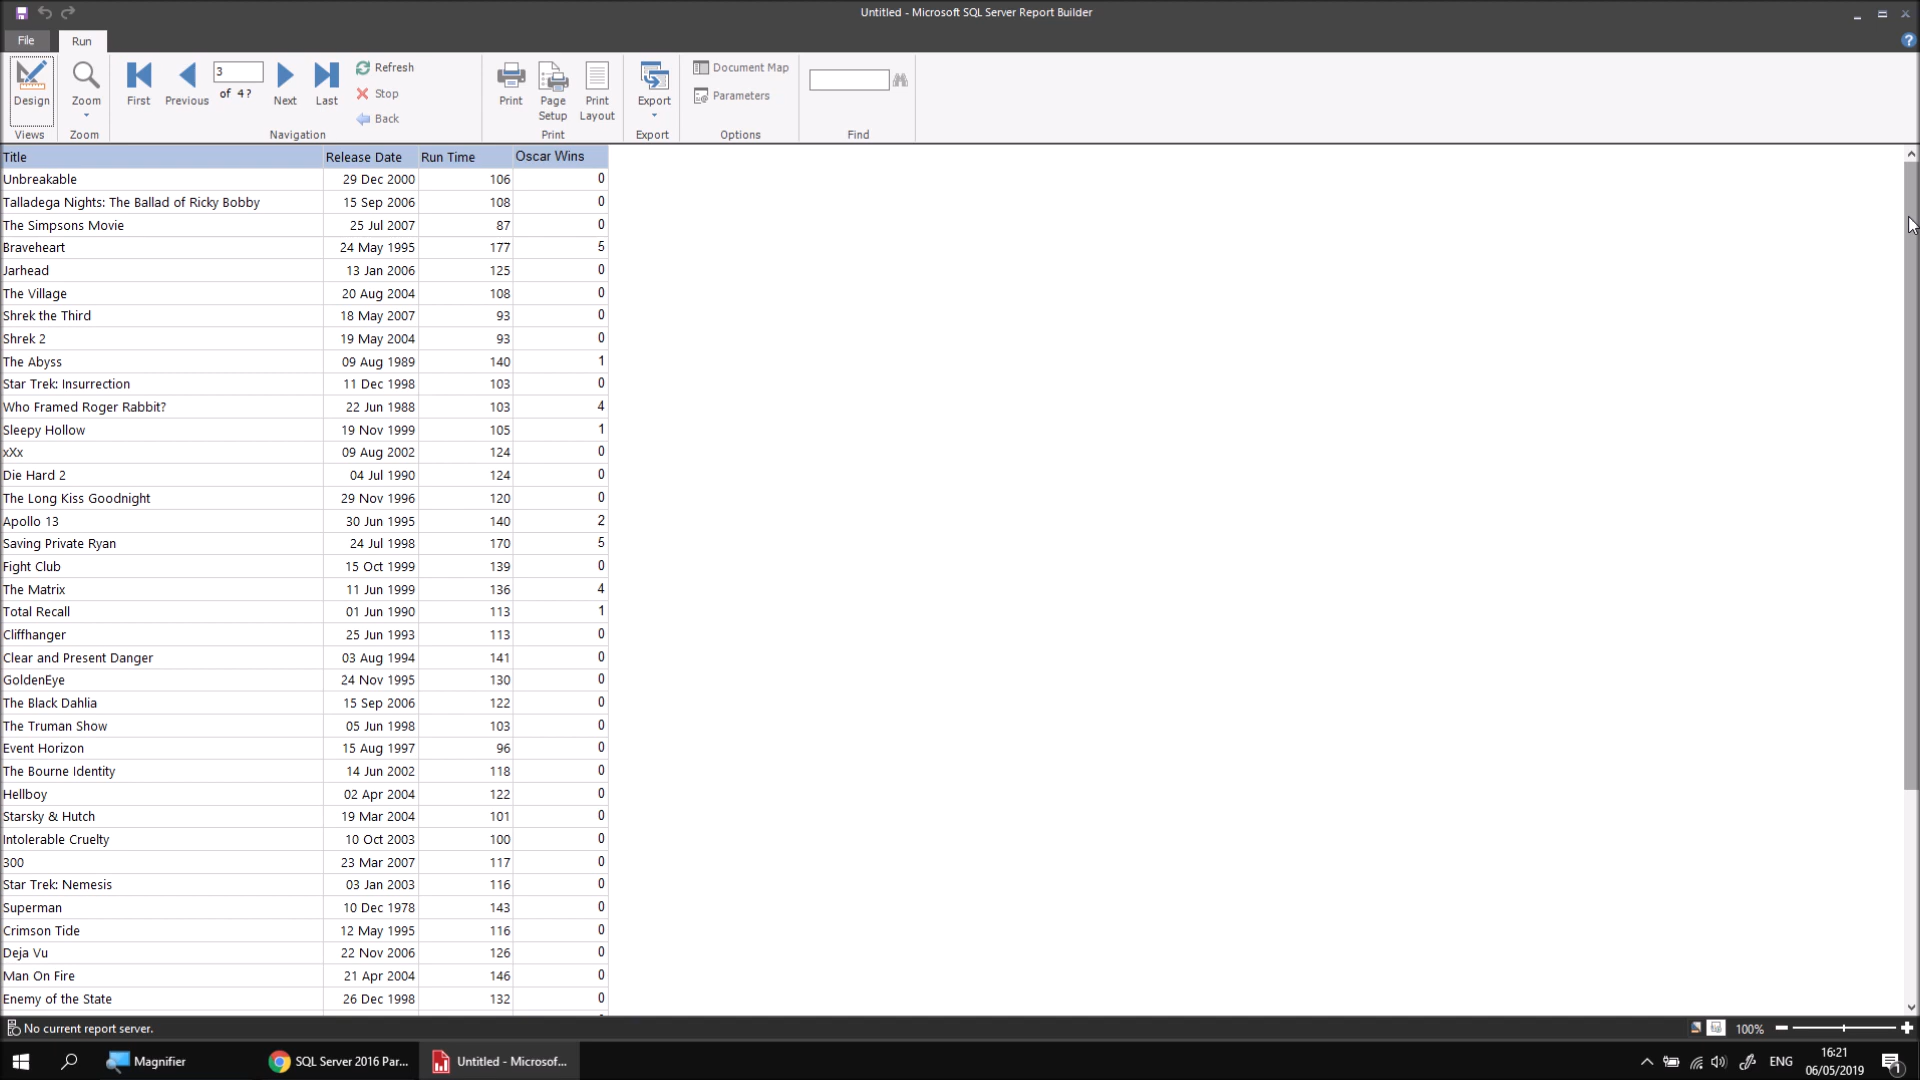 Untitled - Microsoft SQL Server Report Builder
File Run
3
of 4 ?
Refresh
Stop
Back
Design Zoom First Previous Next Last
Print Page Setup Print Layout Export
Document Map
Parameters
Views Zoom Navigation Print Export Options Find
Title Release Date Run Time Oscar Wins
Unbreakable 29 Dec 2000 106 0
Talladega Nights: The Ballad of Ricky Bobby 15 Sep 2006 108 0
The Simpsons Movie 25 Jul 2007 87 0
Braveheart 24 May 1995 177 5
Jarhead 13 Jan 2006 125 0
The Village 20 Aug 2004 108 0
Shrek the Third 18 May 2007 93 0
Shrek 2 19 May 2004 93 0
The Abyss 09 Aug 1989 140 1
Star Trek: Insurrection 11 Dec 1998 103 0
Who Framed Roger Rabbit? 22 Jun 1988 103 4
Sleepy Hollow 19 Nov 1999 105 1
xXx 09 Aug 2002 124 0
Die Hard 2 04 Jul 1990 124 0
The Long Kiss Goodnight 29 Nov 1996 120 0
Apollo 13 30 Jun 1995 140 2
Saving Private Ryan 24 Jul 1998 170 5
Fight Club 15 Oct 1999 139 0
The Matrix 11 Jun 1999 136 4
Total Recall 01 Jun 1990 113 1
Cliffhanger 25 Jun 1993 113 0
Clear and Present Danger 03 Aug 1994 141 0
GoldenEye 24 Nov 1995 130 0
The Black Dahlia 15 Sep 2006 122 0
The Truman Show 05 Jun 1998 103 0
Event Horizon 15 Aug 1997 96 0
The Bourne Identity 14 Jun 2002 118 0
Hellboy 02 Apr 2004 122 0
Starsky & Hutch 19 Mar 2004 101 0
Intolerable Cruelty 10 Oct 2003 100 0
300 23 Mar 2007 117 0
Star Trek: Nemesis 03 Jan 2003 116 0
Superman 10 Dec 1978 143 0
Crimson Tide 12 May 1995 116 0
Deja Vu 22 Nov 2006 126 0
Man On Fire 21 Apr 2004 146 0
Enemy of the State 26 Dec 1998 132 0
No current report server. 100%
Magnifier SQL Server 2016 Par... Untitled - Microsof... ENG 16:21
06/05/2019
1